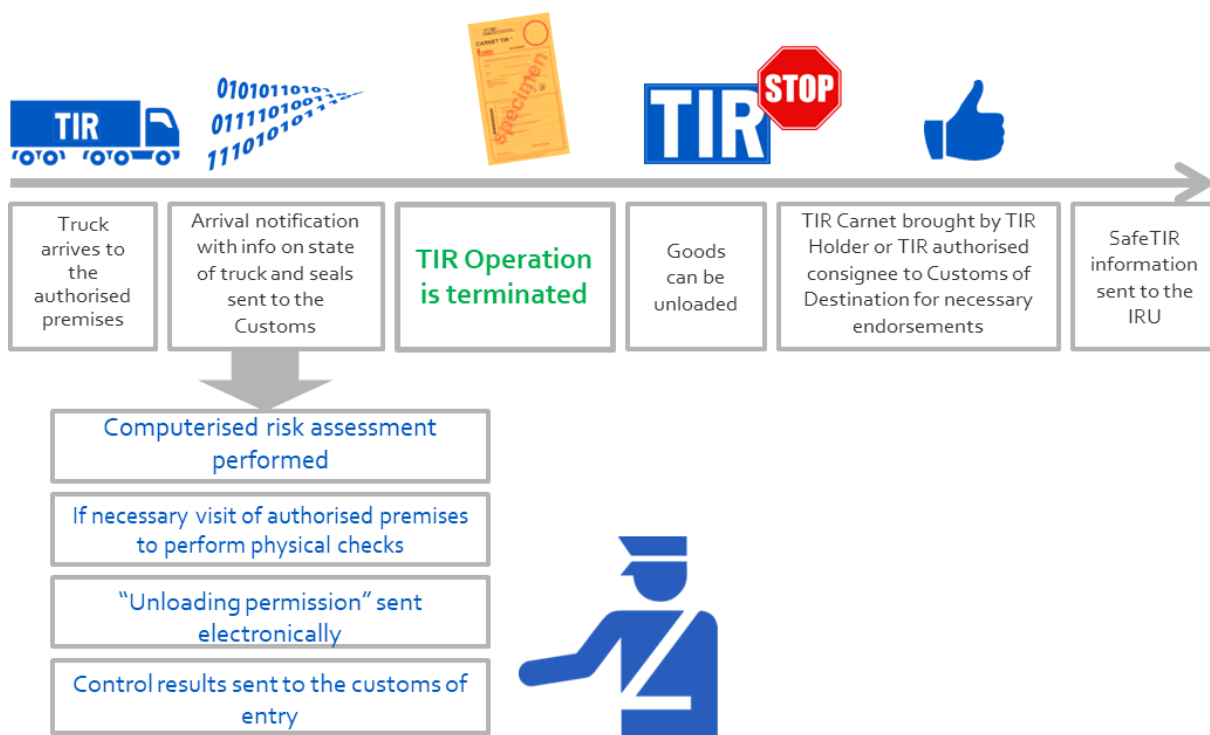 TIR
01010110101
011110100111
11101010111
CARNET TIR
specimen
TIR
STOP
Truck
arrives to
the
authorised
premises
Arrival notification
with info on state
of truck and seals
sent to the
Customs
TIR Operation
is terminated
Goods
can be
unloaded
TIR Carnet brought by TIR
Holder or TIR authorised
consignee to Customs of
Destination for necessary
endorsements
SafeTIR
information
sent to the
IRU
Computerised risk assessment
performed
If necessary visit of authorised premises
to perform physical checks
“Unloading permission” sent
electronically
Control results sent to the customs of
entry